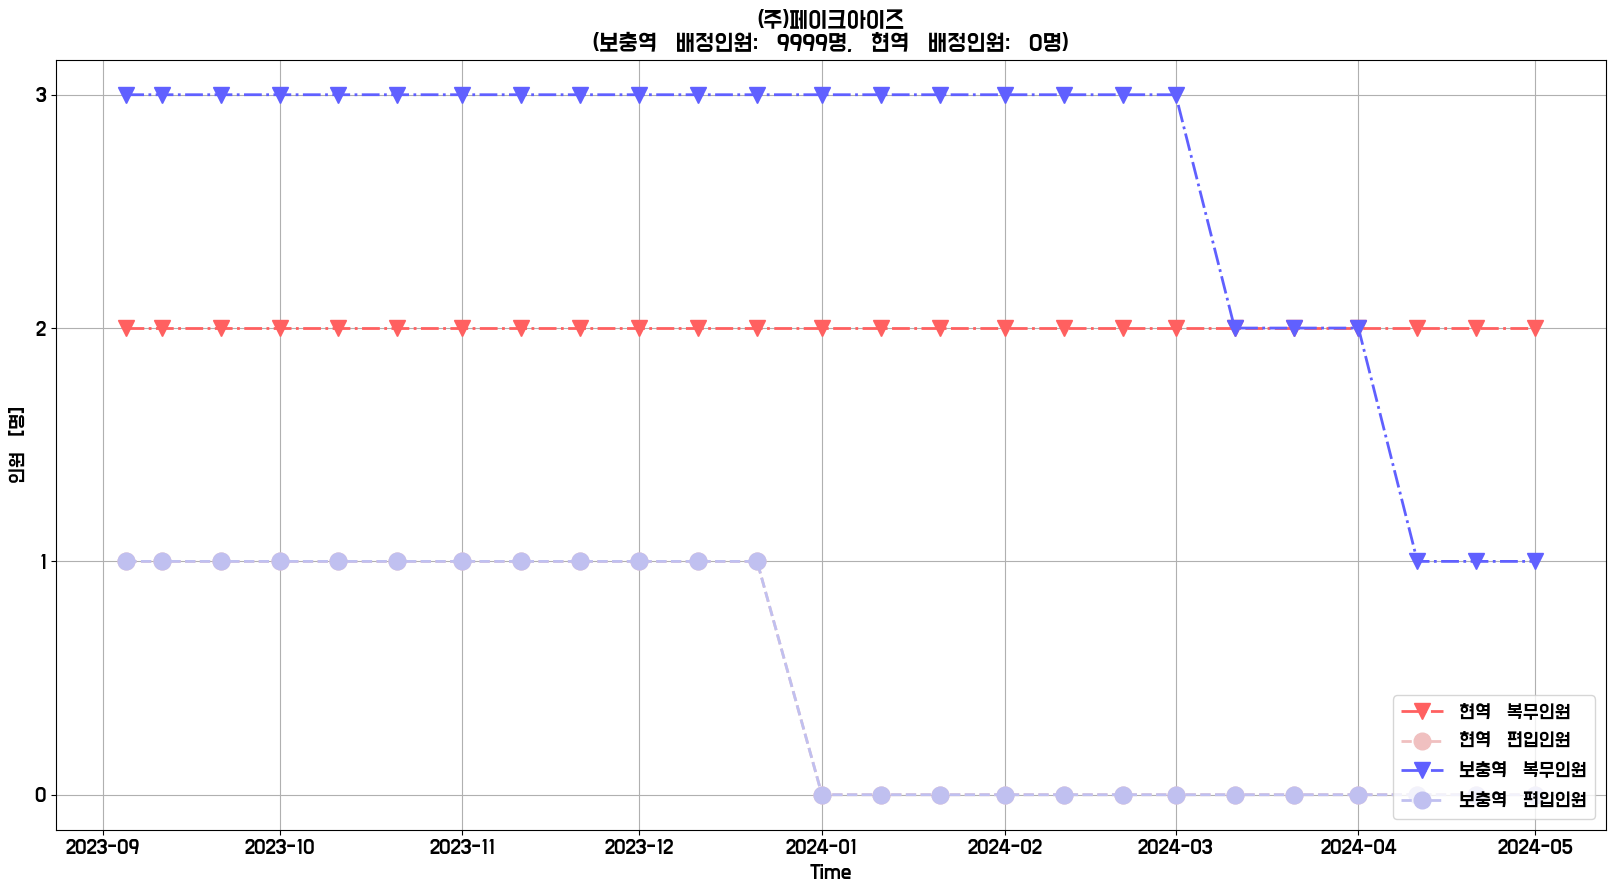 (주)페이크아이즈
(보충역 배정인원: 9999명, 현역 배정인원: 0명)
3
2
1
0
인원 [명]
2023-09 2023-10 2023-11 2023-12 2024-01 2024-02 2024-03 2024-04 2024-05
Time
현역 복무인원
현역 편입인원
보충역 복무인원
보충역 편입인원